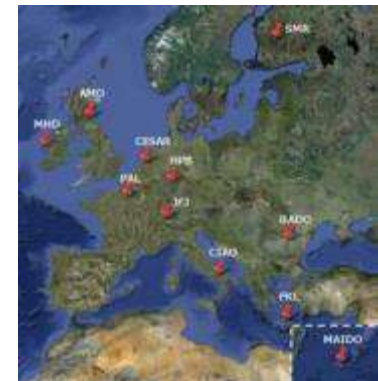 SMR
AMO
MHD
CESAR
HPB
PAL
JFJ
BADO
CIAO
FKL
MAIDO